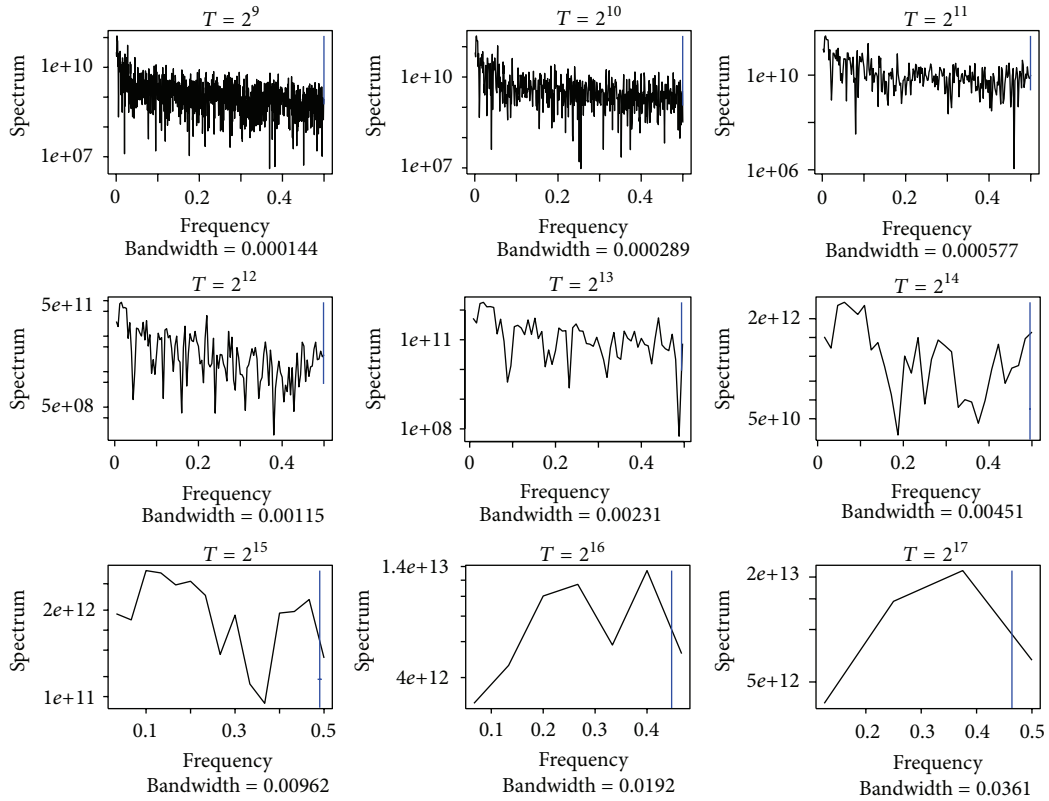 T = 2^9
Spectrum
1e+10
1e+07
0 0.2 0.4
Frequency
Bandwidth = 0.000144
T = 2^10
Spectrum
1e+10
1e+07
0 0.2 0.4
Frequency
Bandwidth = 0.000289
T = 2^11
Spectrum
1e+10
1e+06
0 0.2 0.4
Frequency
Bandwidth = 0.000577
T = 2^12
Spectrum
5e+11
5e+08
0 0.2 0.4
Frequency
Bandwidth = 0.00115
T = 2^13
Spectrum
1e+11
1e+08
0 0.2 0.4
Frequency
Bandwidth = 0.00231
T = 2^14
Spectrum
2e+12
5e+10
0 0.2 0.4
Frequency
Bandwidth = 0.00451
T = 2^15
Spectrum
2e+12
1e+11
0.1 0.3 0.5
Frequency
Bandwidth = 0.00962
T = 2^16
Spectrum
1.4e+13
4e+12
0.1 0.2 0.3 0.4
Frequency
Bandwidth = 0.0192
T = 2^17
Spectrum
2e+13
5e+12
0.2 0.3 0.4 0.5
Frequency
Bandwidth = 0.0361